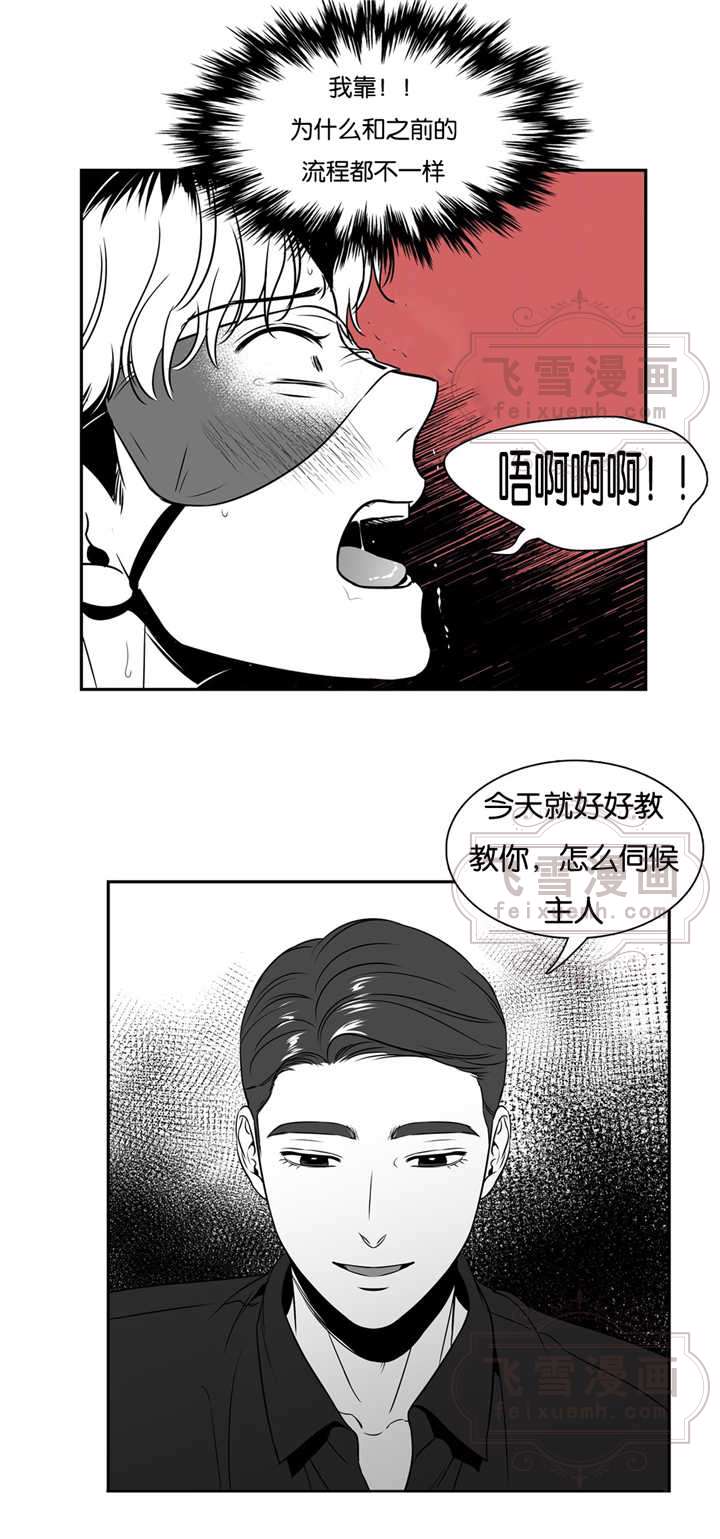 我靠！！
为什么和之前的
流程都不一样
飞雪漫画
feixuemh.com
唔啊啊啊！！
今天就好好教
教你，怎么伺候
主人
飞雪漫画
feixuemh.com
飞雪漫画
feixuemh.com